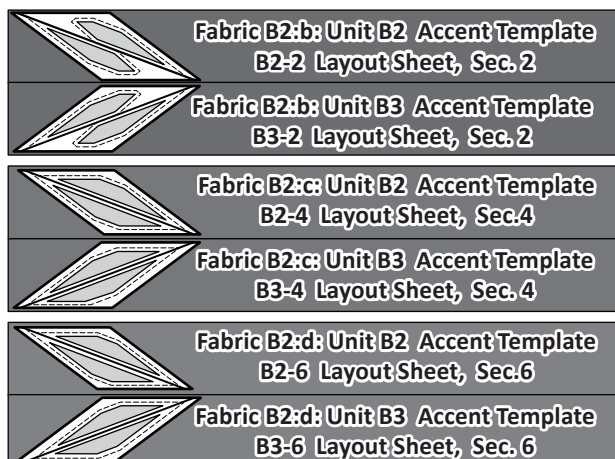 Fabric B2:b: Unit B2 Accent Template
B2-2 Layout Sheet, Sec. 2
Fabric B2:b: Unit B3 Accent Template
B3-2 Layout Sheet, Sec. 2
Fabric B2:c: Unit B2 Accent Template
B2-4 Layout Sheet, Sec.4
Fabric B2:c: Unit B3 Accent Template
B3-4 Layout Sheet, Sec. 4
Fabric B2:d: Unit B2 Accent Template
B2-6 Layout Sheet, Sec.6
Fabric B2:d: Unit B3 Accent Template
B3-6 Layout Sheet, Sec. 6